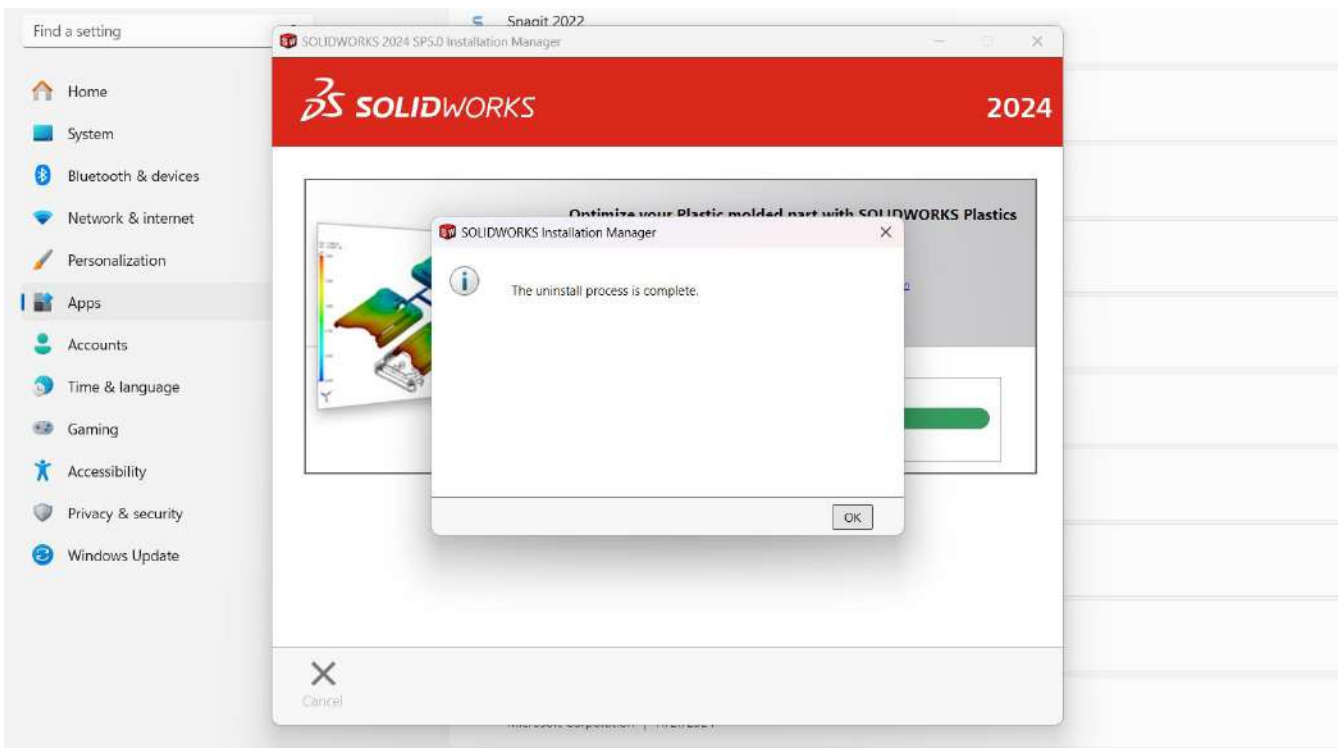 Find a setting
Home
System
Bluetooth & devices
Network & internet
Personalization
Apps
Accounts
Time & language
Gaming
Accessibility
Privacy & security
Windows Update
Snagit 2022
SOLIDWORKS 2024 SP5.0 Installation Manager
SOLIDWORKS
2024
Optimize your Plastic molded part with SOLIDWORKS Plastics
SOLIDWORKS Installation Manager
The uninstall process is complete.
OK
Cancel